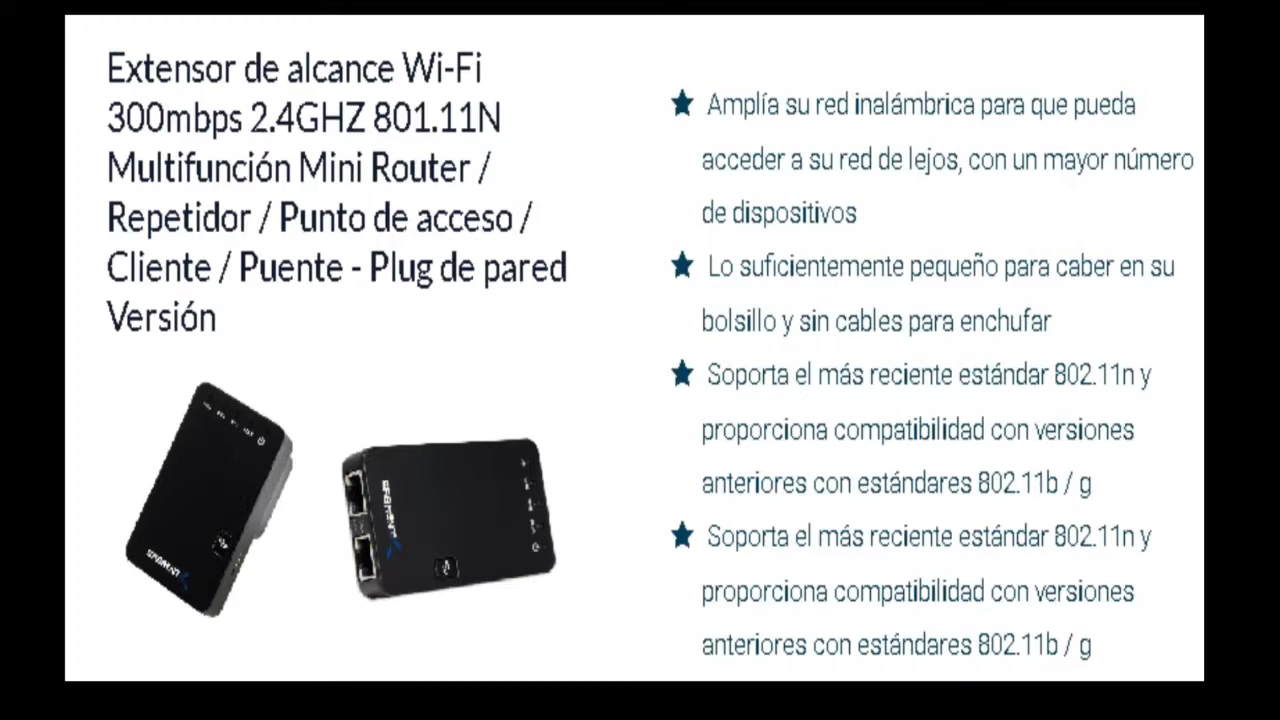 Extensor de alcance Wi-Fi
300mbps 2.4GHZ 801.11N
Multifunción Mini Router /
Repetidor / Punto de acceso /
Cliente / Puente - Plug de pared
Versión
★ Amplía su red inalámbrica para que pueda
acceder a su red de lejos, con un mayor número
de dispositivos
★ Lo suficientemente pequeño para caber en su
bolsillo y sin cables para enchufar
★ Soporta el más reciente estándar 802.11n y
proporciona compatibilidad con versiones
anteriores con estándares 802.11b / g
★ Soporta el más reciente estándar 802.11n y
proporciona compatibilidad con versiones
anteriores con estándares 802.11b / g